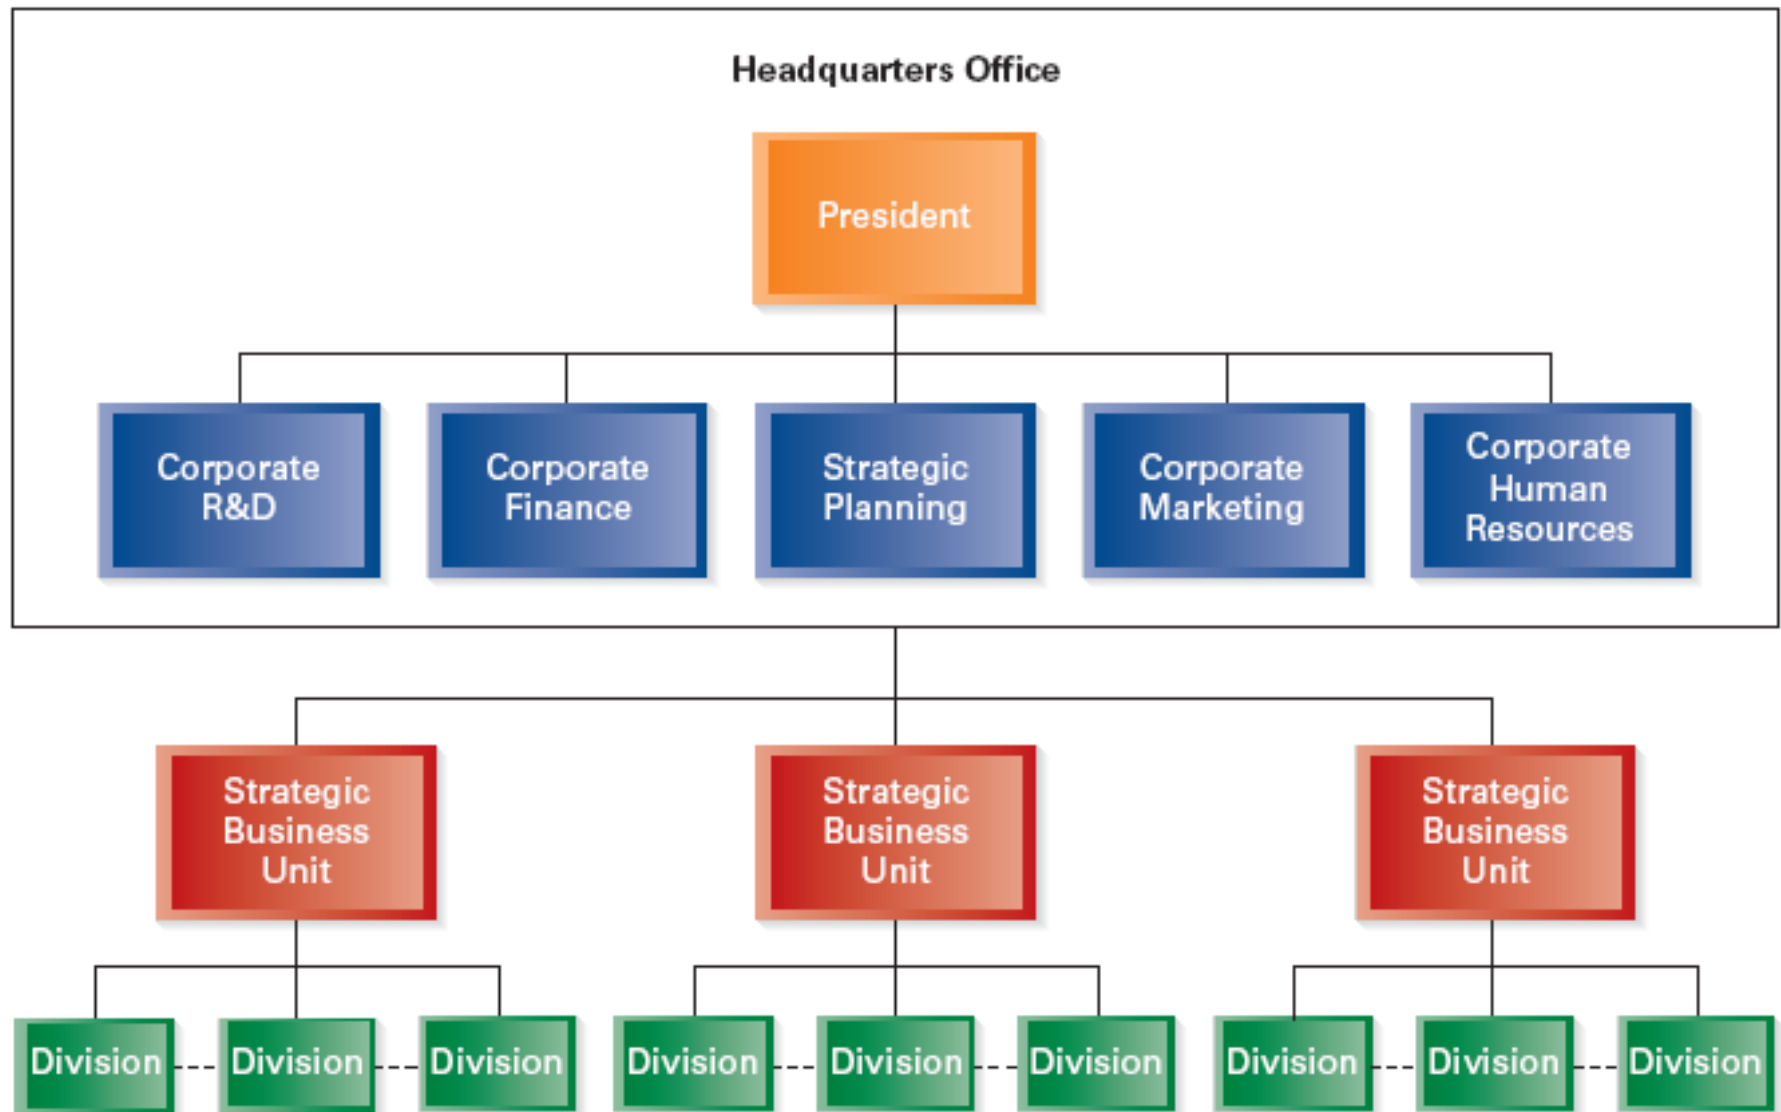 Headquarters Office
President
Corporate
R&D
Corporate
Finance
Strategic
Planning
Corporate
Marketing
Corporate
Human
Resources
Strategic
Business
Unit
Strategic
Business
Unit
Strategic
Business
Unit
Division
Division
Division
Division
Division
Division
Division
Division
Division